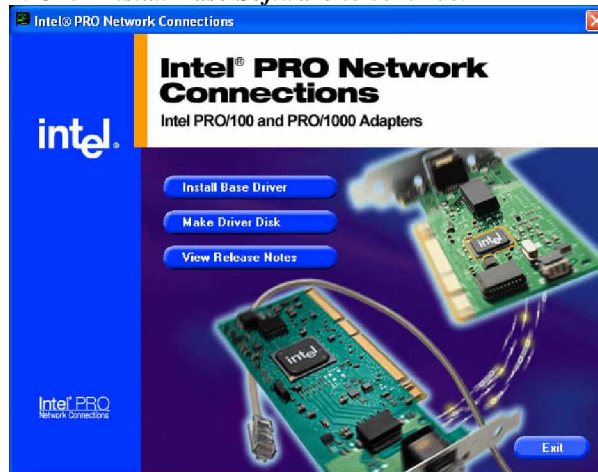 Intel® PRO Network Connections
Intel® PRO Network
Connections
Intel PRO/100 and PRO/1000 Adapters
intel®
Install Base Driver
Make Driver Disk
View Release Notes
intel
intel
Intel® PRO
Network Connections
Exit